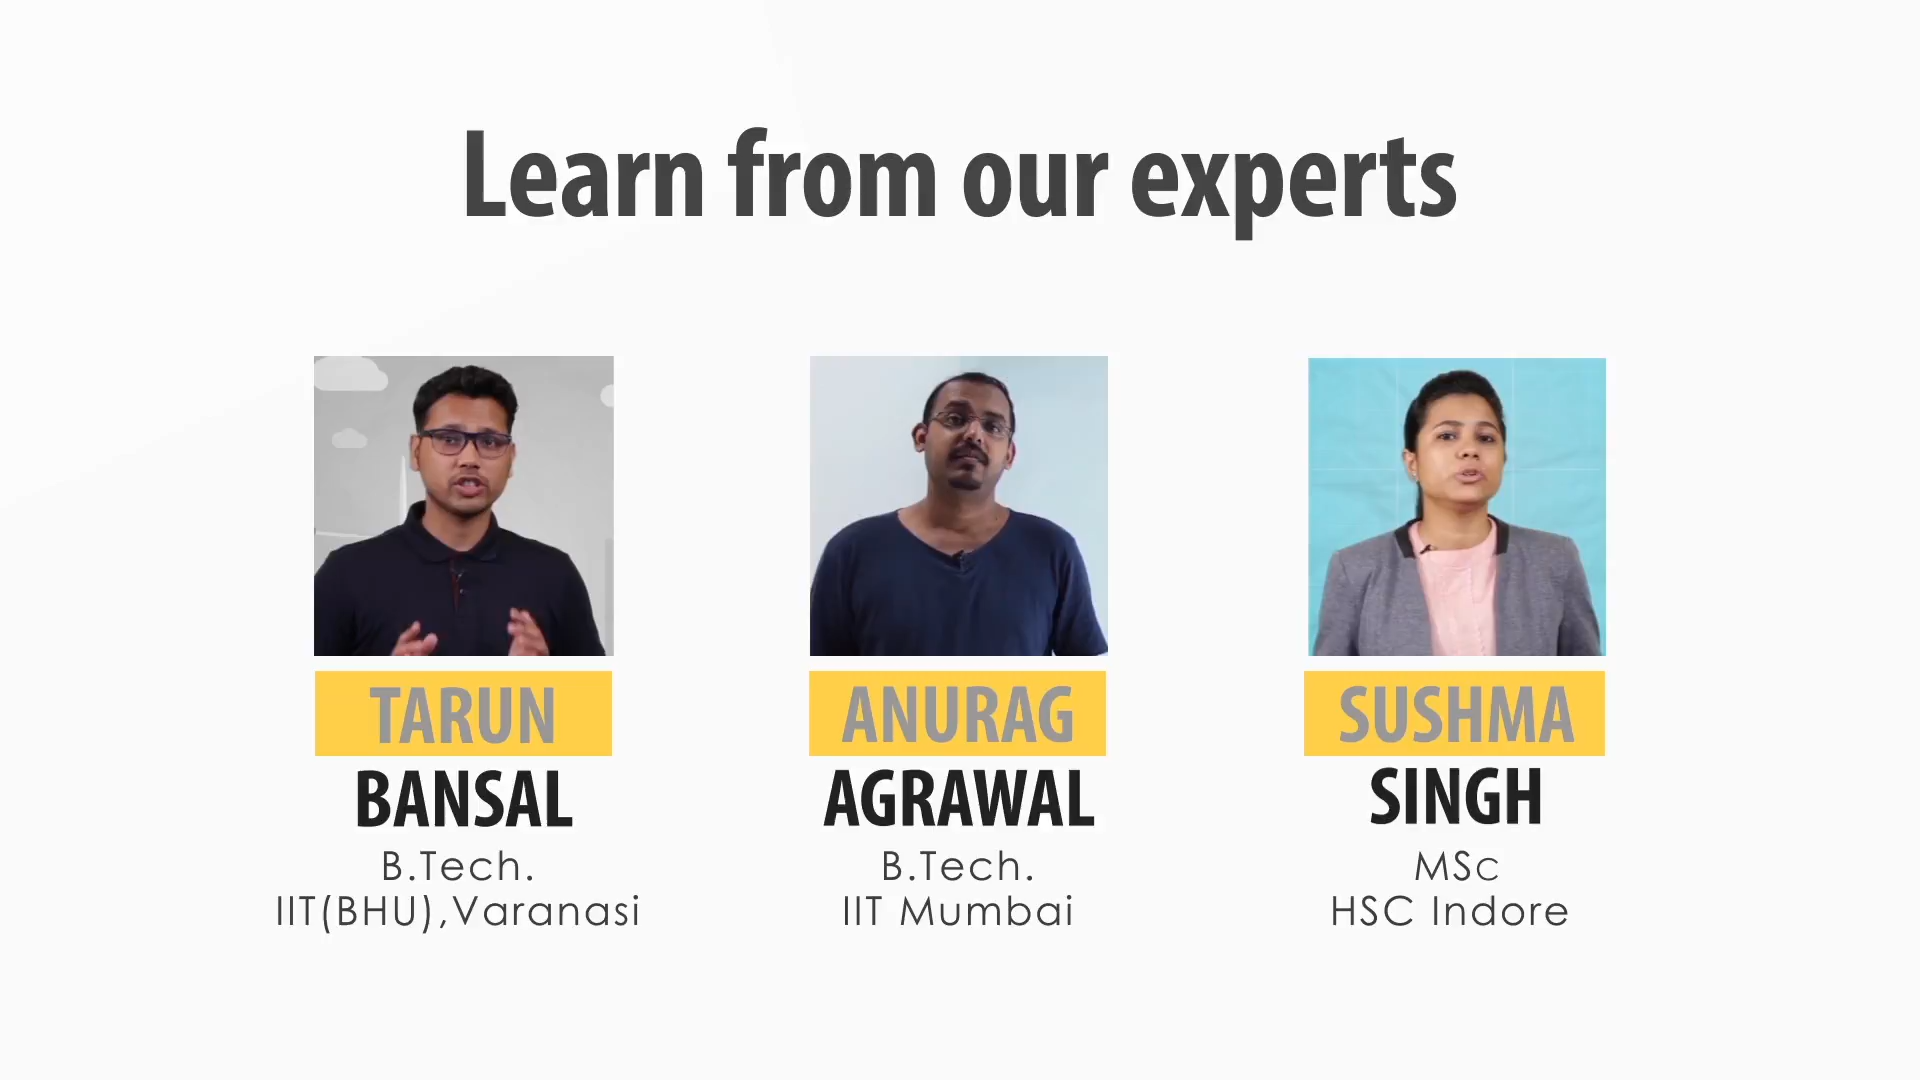 Learn from our experts
TARUN
BANSAL
B.Tech.
IIT(BHU),Varanasi
ANURAG
AGRAWAL
B.Tech.
IIT Mumbai
SUSHMA
SINGH
MSc
HSC Indore